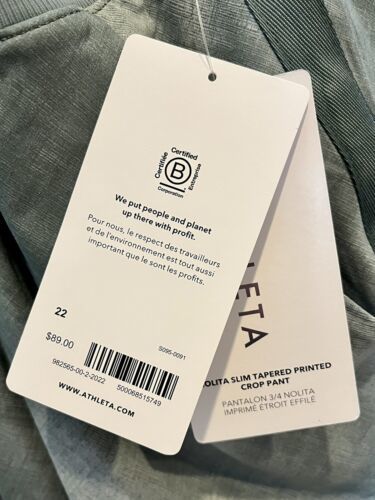 Certifiée
Certified
B
Corporation
Entreprise
We put people and planet
up there with profit.
Pour nous, le respect des travailleurs
et de l'environnement est tout aussi
important que le sont les profits.
22
$89.00
S095-0091
982565-00-2-2022
500068515749
WWW.ATHLETA.COM
LETA
OLITA SLIM TAPERED PRINTED
CROP PANT
PANTALON 3/4 NOLITA
IMPRIMÉ ÉTROIT EFFILÉ